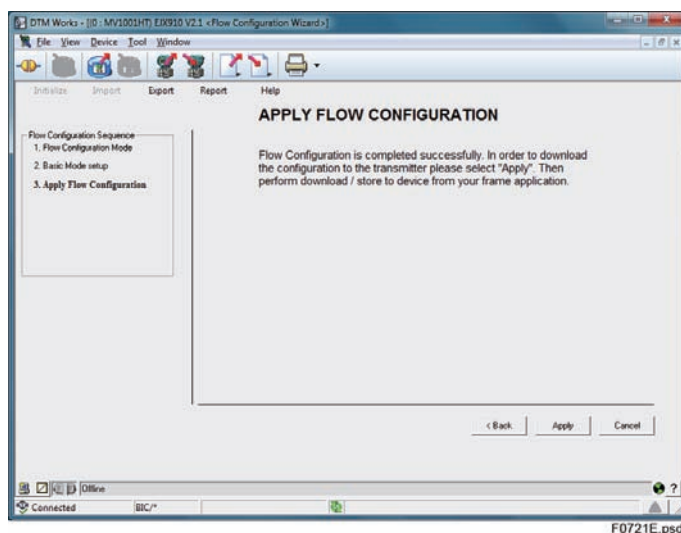 DTM Works - [(0 : MV1001HT) EJX910 V2.1 <Flow Configuration Wizard>]
File View Device Tool Window
Initialize Import Export Report Help
APPLY FLOW CONFIGURATION
Flow Configuration Sequence
1. Flow Configuration Mode
2. Basic Mode setup
3. Apply Flow Configuration
Flow Configuration is completed successfully. In order to download
the configuration to the transmitter please select "Apply". Then
perform download / store to device from your frame application.
< Back Apply Cancel
Offline
?
Connected BIC/*
F0721E.psd